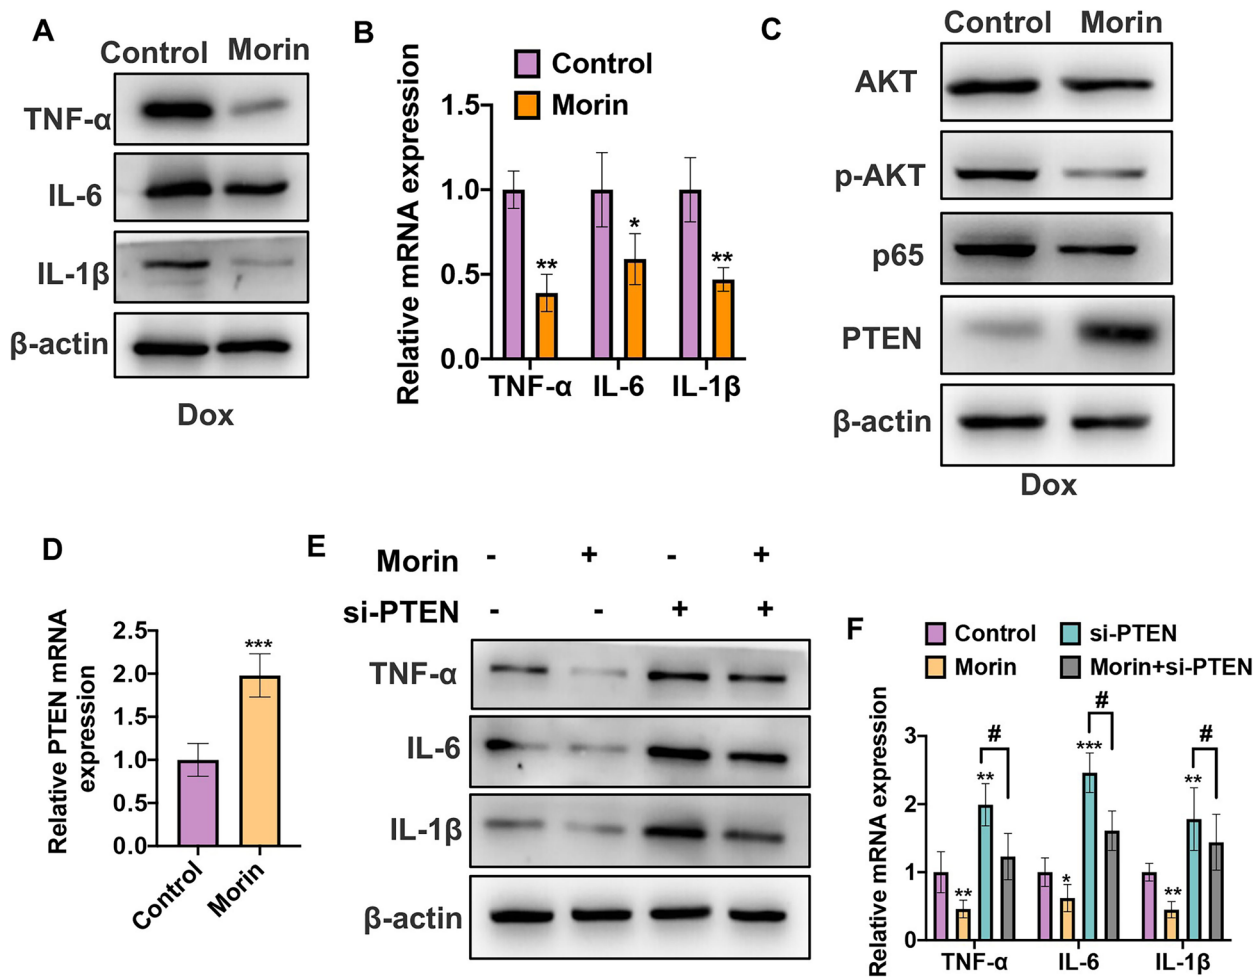 A
Control Morin
TNF-α
IL-6
IL-1β
β-actin
Dox
B
Control
Morin
Relative mRNA expression
1.5
1.0
0.5
0.0
** * **
TNF-α IL-6 IL-1β
C
Control Morin
AKT
p-AKT
p65
PTEN
β-actin
Dox
D
Relative PTEN mRNA
expression
2.5
2.0
1.5
1.0
0.5
0.0
***
Control Morin
E
Morin - + - +
si-PTEN - - + +
TNF-α
IL-6
IL-1β
β-actin
F
Control si-PTEN
Morin Morin+si-PTEN
Relative mRNA expression
3
2
1
0
# # #
** *** **
** * **
TNF-α IL-6 IL-1β